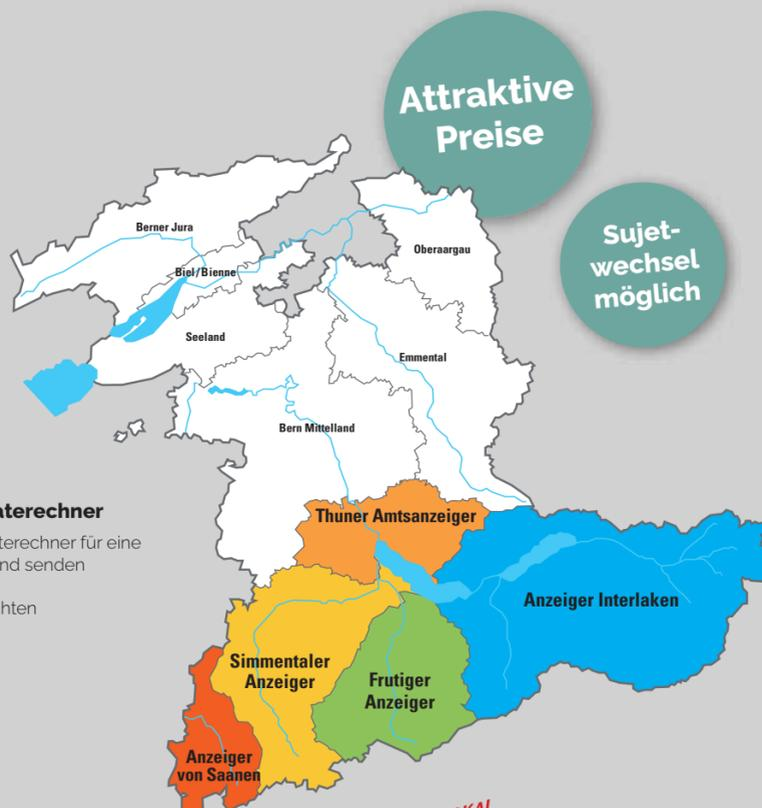 Attraktive
Preise
Sujet-
wechsel
möglich
Berner Jura
Biel/Bienne
Oberaargau
Seeland
Emmental
Bern Mittelland
Thuner Amtsanzeiger
Anzeiger Interlaken
Simmentaler
Anzeiger
Frutiger
Anzeiger
Anzeiger
von Saanen
aterechner
terechner für eine
nd senden
hten